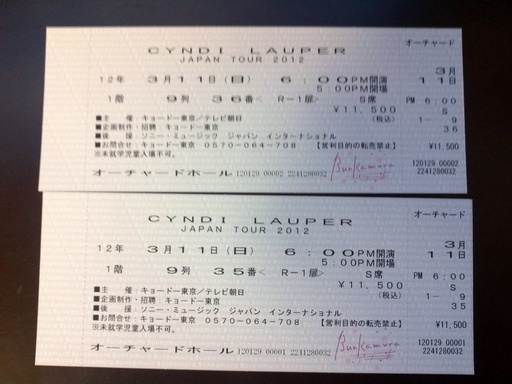 CYNDI LAUPER
オーチャード
JAPAN TOUR 2012
12年 3月11日(日) 6:00PM開演
3月
11日
5:00PM開場
1階 9列 36番< R-1扉> S席
PM 6:00
¥11,500
S
(税込)
1- 9
■主 催:キョードー東京/テレビ朝日
36
■企画制作・招聘:キョードー東京
■後 援:ソニー・ミュージック ジャパン インターナショナル
■お問合せ:キョードー東京 0570-064-708 【営利目的の転売禁止】
¥11,500
※未就学児童入場不可。
Bunkamura
120129 00002
オーチャードホール 120129 00002 2241280032
2241280032
CYNDI LAUPER
オーチャード
JAPAN TOUR 2012
12年 3月11日(日) 6:00PM開演
3月
11日
5:00PM開場
1階 9列 35番< R-1扉> S席
PM 6:00
¥11,500
S
(税込)
1- 9
■主 催:キョードー東京/テレビ朝日
35
■企画制作・招聘:キョードー東京
■後 援:ソニー・ミュージック ジャパン インターナショナル
■お問合せ:キョードー東京 0570-064-708 【営利目的の転売禁止】
¥11,500
※未就学児童入場不可。
Bunkamura
120129 00001
オーチャードホール 120129 00001 2241280032
2241280032